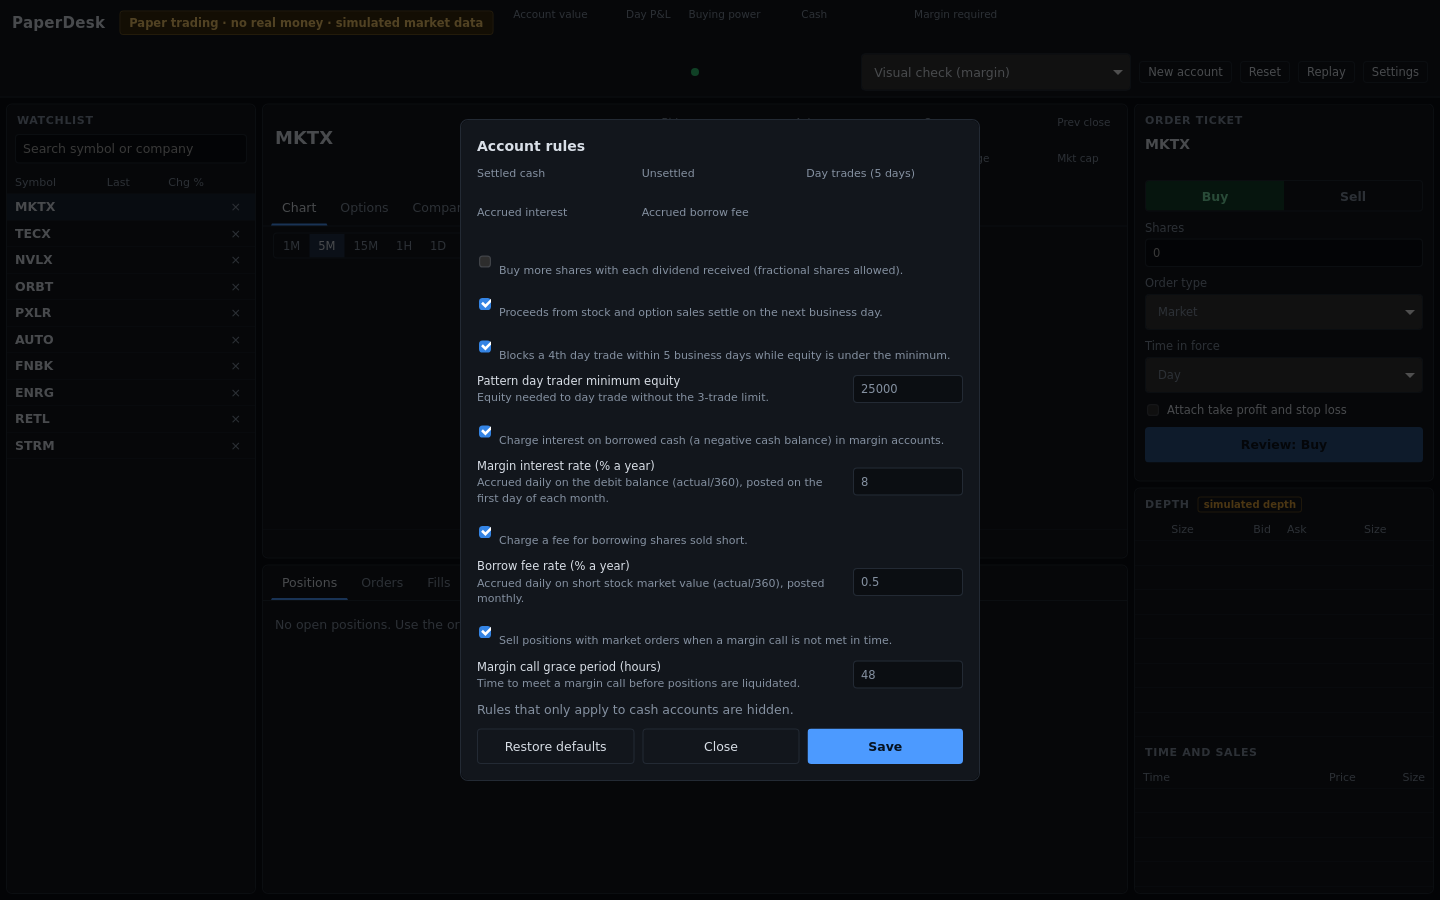 PaperDesk
Paper trading · no real money · simulated market data
Account value
Day P&L
Buying power
Cash
Margin required
Visual check (margin)
New account
Reset
Replay
Settings
WATCHLIST
Search symbol or company
Symbol Last Chg %
MKTX ×
TECX ×
NVLX ×
ORBT ×
PXLR ×
AUTO ×
FNBK ×
ENRG ×
RETL ×
STRM ×
MKTX
Prev close
Mkt cap
Chart Options
1M 5M 15M 1H 1D
Positions Orders Fills
No open positions. Use the
Account rules
Settled cash
Unsettled
Day trades (5 days)
Accrued interest
Accrued borrow fee
Buy more shares with each dividend received (fractional shares allowed).
Proceeds from stock and option sales settle on the next business day.
Blocks a 4th day trade within 5 business days while equity is under the minimum.
Pattern day trader minimum equity
Equity needed to day trade without the 3-trade limit.
25000
Charge interest on borrowed cash (a negative cash balance) in margin accounts.
Margin interest rate (% a year)
Accrued daily on the debit balance (actual/360), posted on the
first day of each month.
8
Charge a fee for borrowing shares sold short.
Borrow fee rate (% a year)
Accrued daily on short stock market value (actual/360), posted
monthly.
0.5
Sell positions with market orders when a margin call is not met in time.
Margin call grace period (hours)
Time to meet a margin call before positions are liquidated.
48
Rules that only apply to cash accounts are hidden.
Restore defaults
Close
Save
ORDER TICKET
MKTX
Buy
Sell
Shares
0
Order type
Market
Time in force
Day
Attach take profit and stop loss
Review: Buy
DEPTH simulated depth
Size Bid Ask Size
TIME AND SALES
Time Price Size